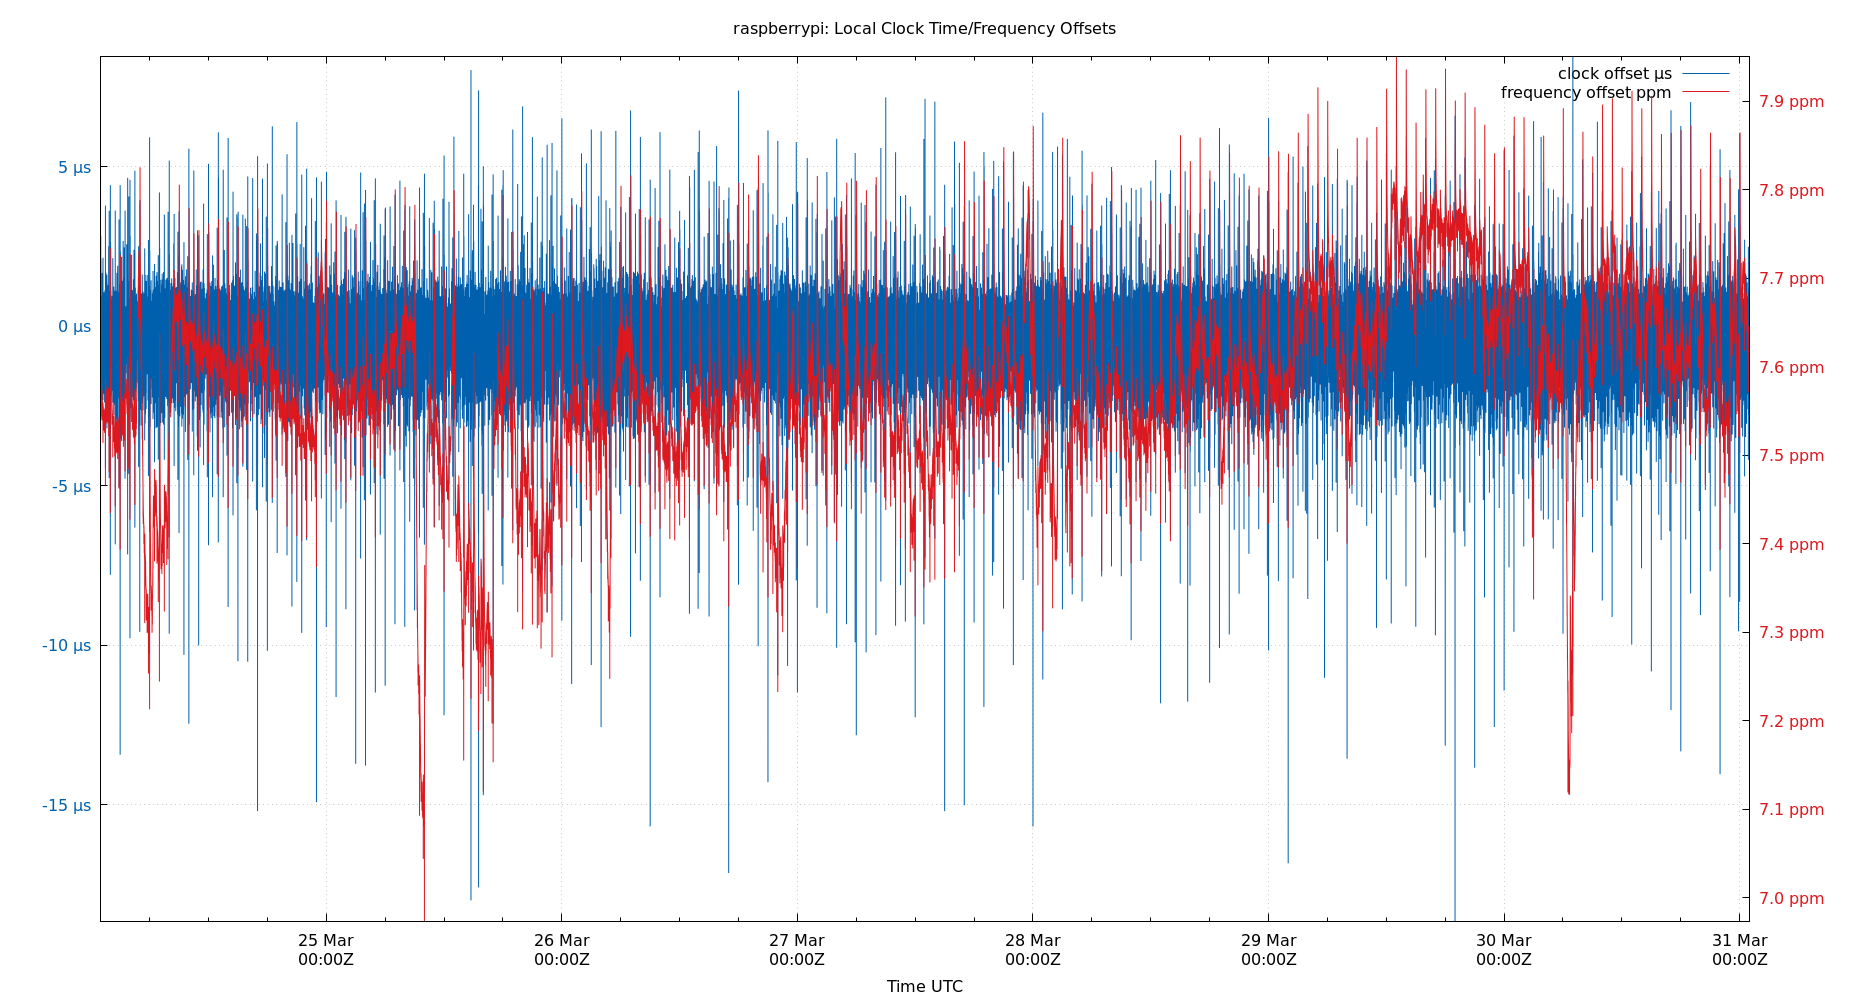 raspberrypi: Local Clock Time/Frequency Offsets
clock offset µs
frequency offset ppm
5 µs
0 µs
-5 µs
-10 µs
-15 µs
7.9 ppm
7.8 ppm
7.7 ppm
7.6 ppm
7.5 ppm
7.4 ppm
7.3 ppm
7.2 ppm
7.1 ppm
7.0 ppm
25 Mar
00:00Z
26 Mar
00:00Z
27 Mar
00:00Z
28 Mar
00:00Z
29 Mar
00:00Z
30 Mar
00:00Z
31 Mar
00:00Z
Time UTC